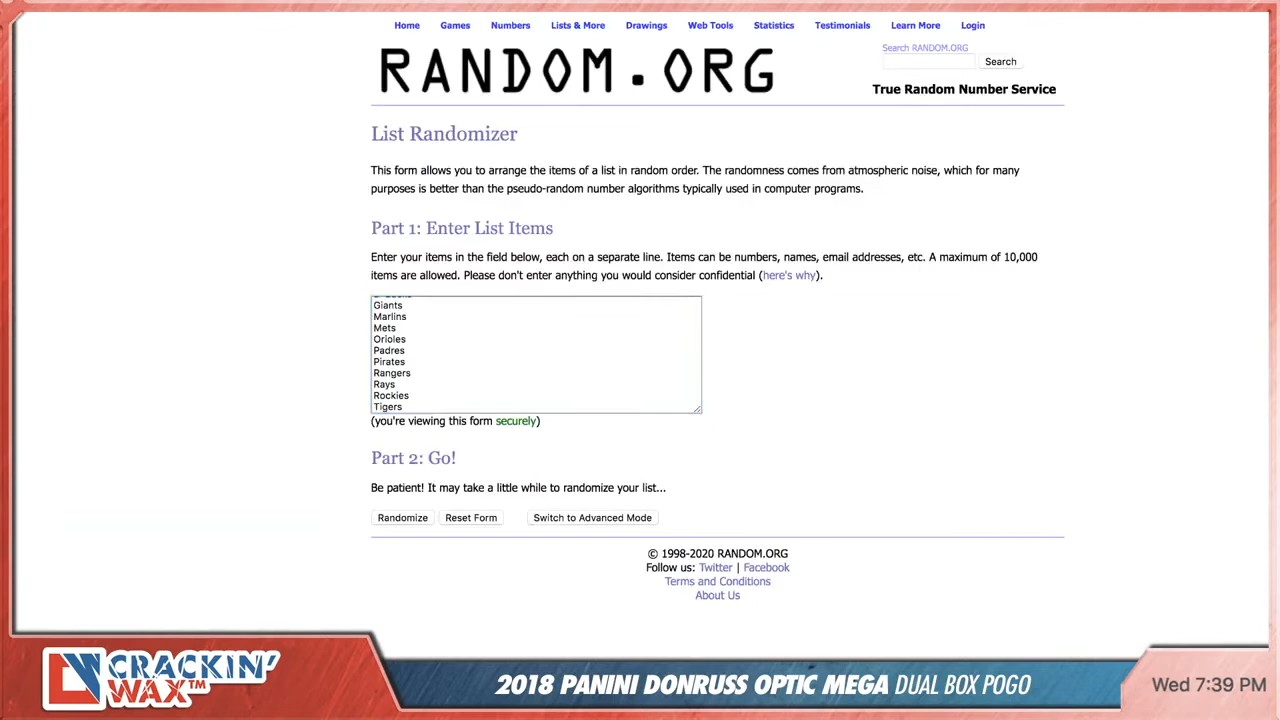 Home Games Numbers Lists & More Drawings Web Tools Statistics Testimonials Learn More Login
RANDOM.ORG
Search RANDOM.ORG
Search
True Random Number Service
List Randomizer
This form allows you to arrange the items of a list in random order. The randomness comes from atmospheric noise, which for many
purposes is better than the pseudo-random number algorithms typically used in computer programs.
Part 1: Enter List Items
Enter your items in the field below, each on a separate line. Items can be numbers, names, email addresses, etc. A maximum of 10,000
items are allowed. Please don't enter anything you would consider confidential (here's why).
Giants
Marlins
Mets
Orioles
Padres
Pirates
Rangers
Rays
Rockies
Tigers
(you're viewing this form securely)
Part 2: Go!
Be patient! It may take a little while to randomize your list...
Randomize Reset Form Switch to Advanced Mode
© 1998-2020 RANDOM.ORG
Follow us: Twitter | Facebook
Terms and Conditions
About Us
CRACKIN'
WAX™
2018 PANINI DONRUSS OPTIC MEGA DUAL BOX POGO
Wed 7:39 PM